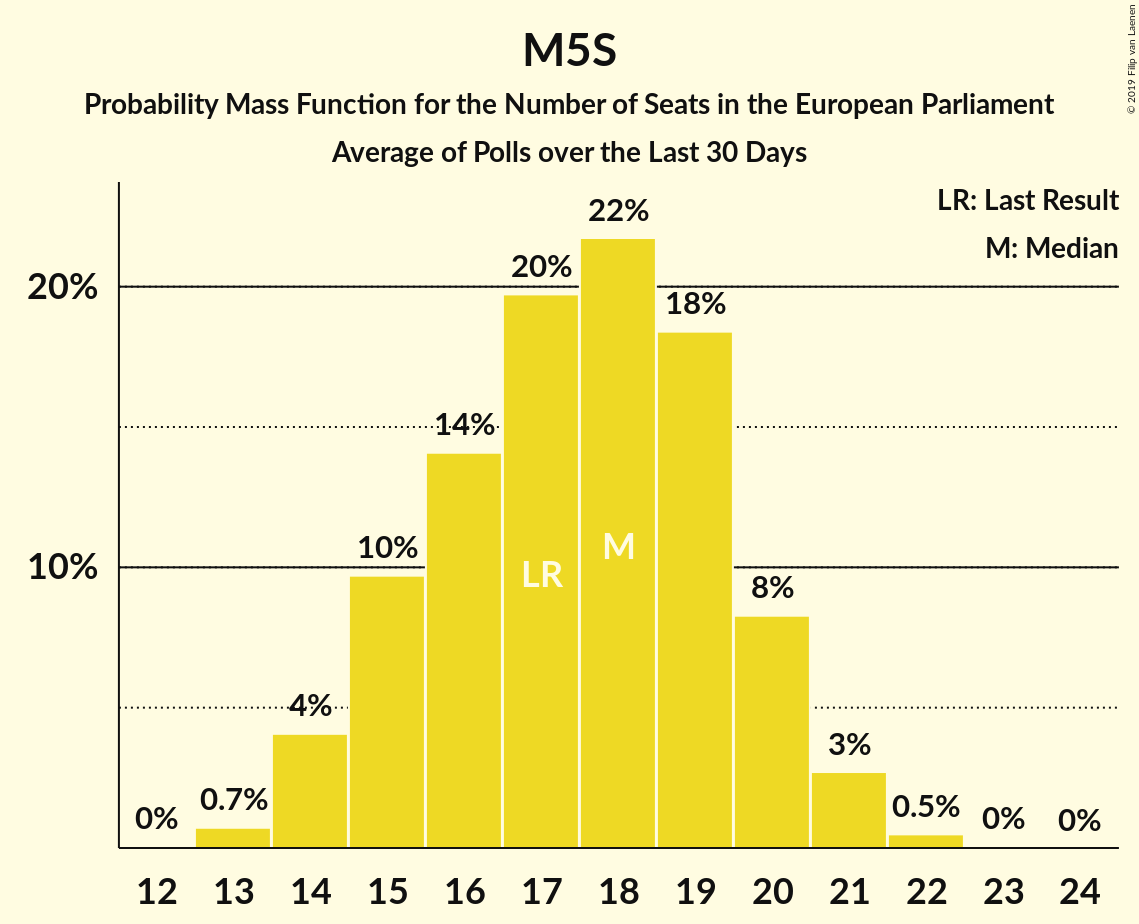 M5S
Probability Mass Function for the Number of Seats in the European Parliament
Average of Polls over the Last 30 Days
© 2019 Filip van Laenen
LR: Last Result
M: Median
20%
10%
0%
0.7%
4%
10%
14%
20%
22%
18%
8%
3%
0.5%
0%
0%
LR
M
12 13 14 15 16 17 18 19 20 21 22 23 24